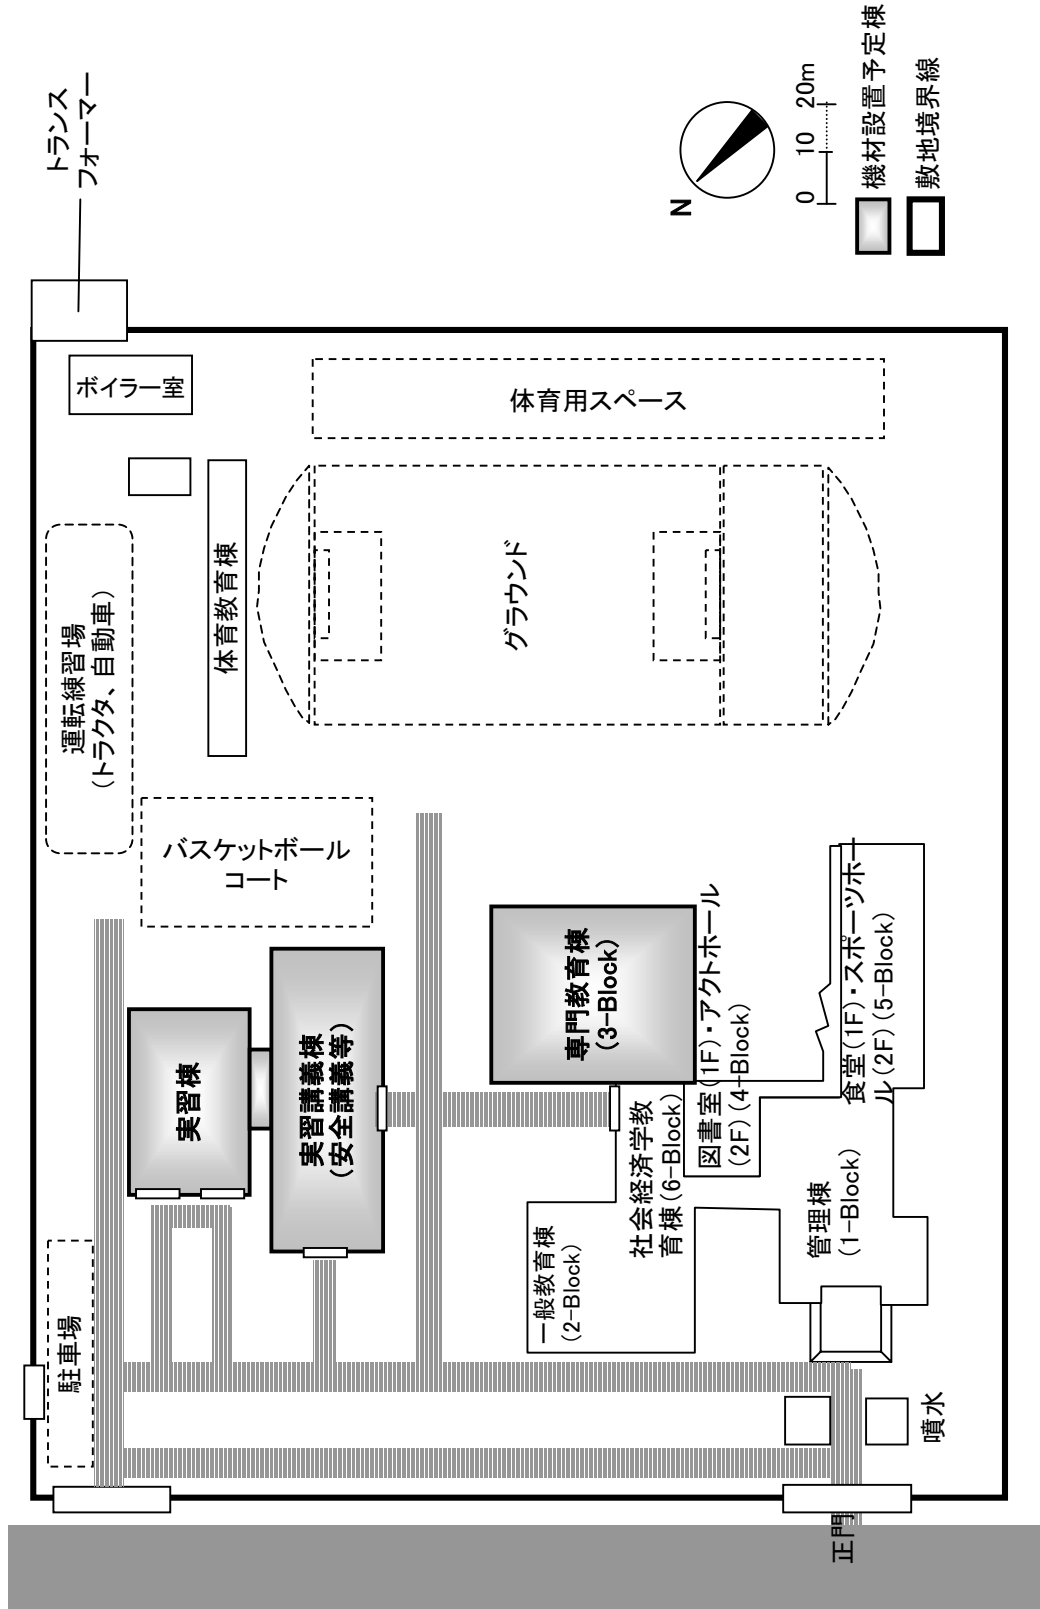 トランス
フォーマー
N
0 10 20m
機材設置予定棟
敷地境界線
ボイラー室
体育用スペース
運転練習場
(トラクタ、自動車)
体育教育棟
グラウンド
バスケットボール
コート
実習棟
実習講義棟
(安全講義等)
専門教育棟
(3-Block)
図書室(1F)・アクトホール
(2F)(4-Block)
食堂(1F)・スポーツホー
ル(2F)(5-Block)
社会経済学教
育棟(6-Block)
一般教育棟
(2-Block)
管理棟
(1-Block)
駐車場
噴水
正門